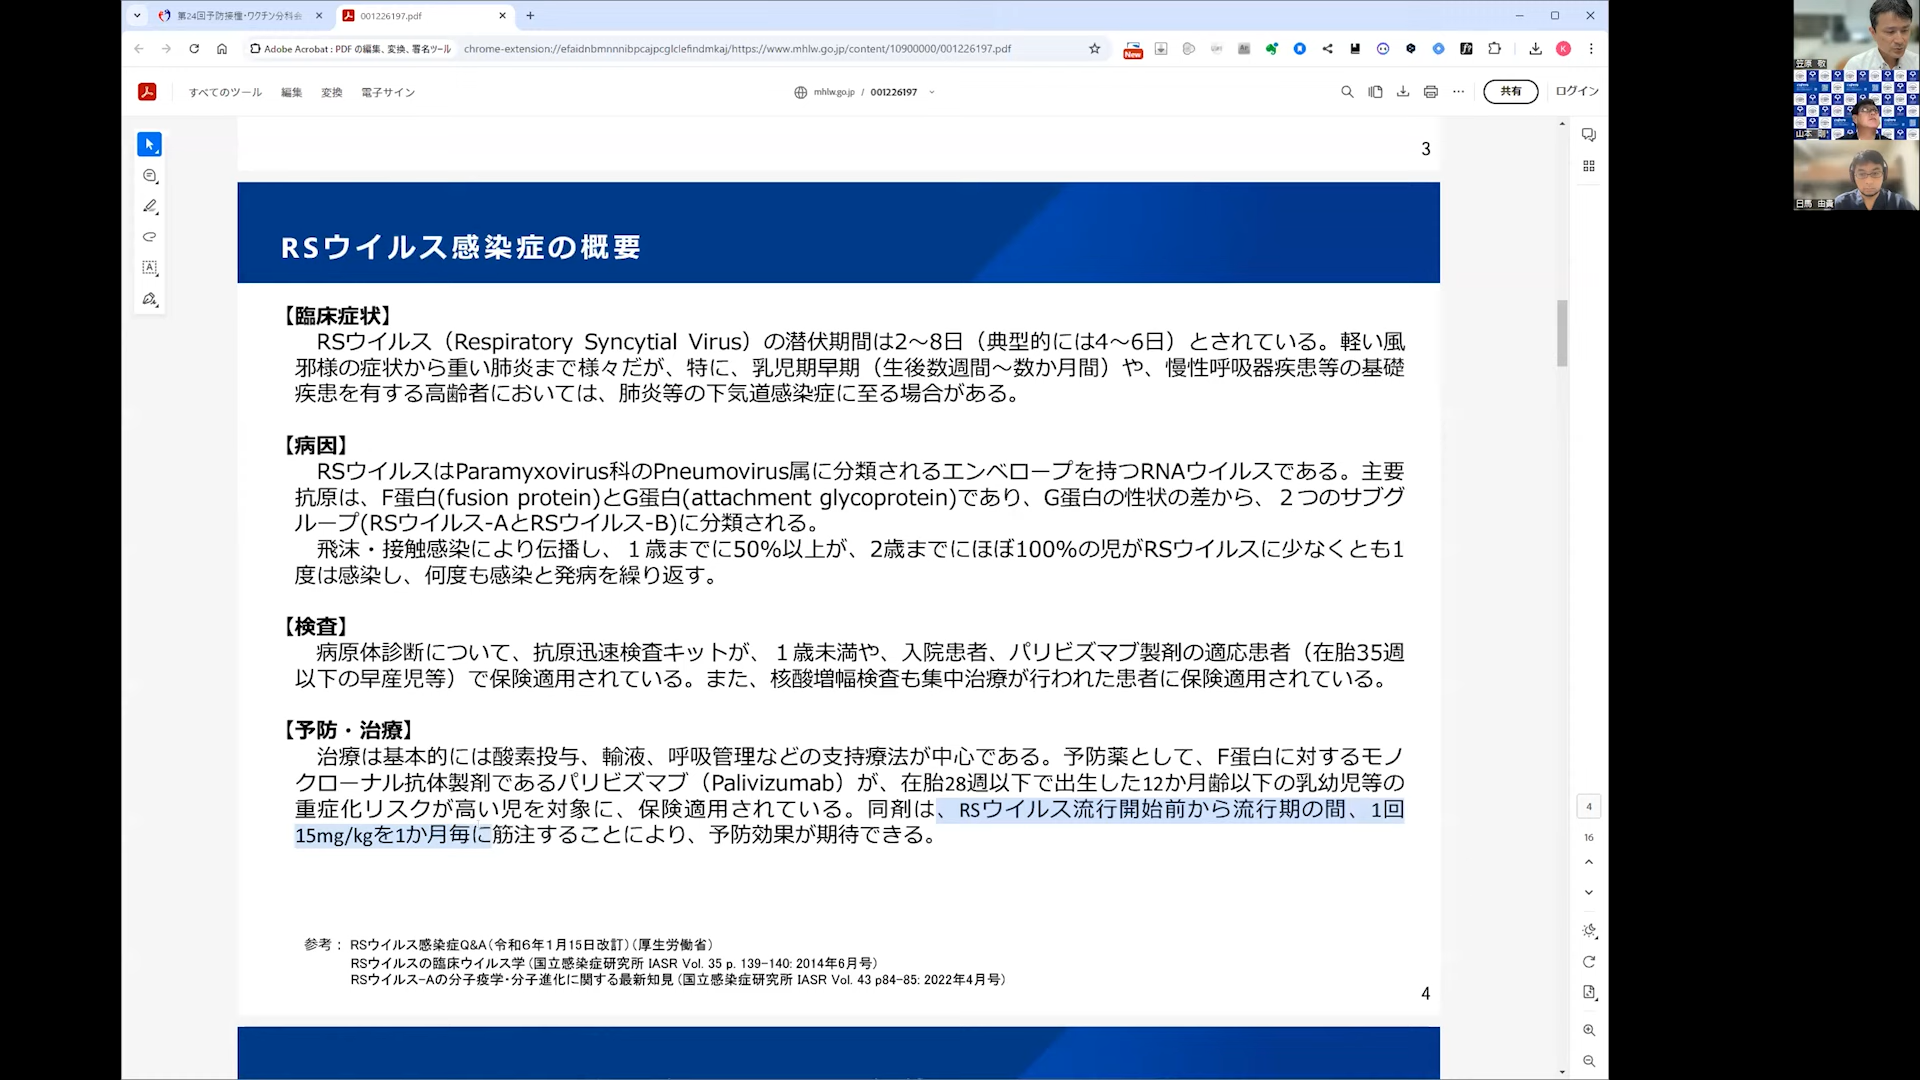 第24回予防接種・ワクチン分科会
001226197.pdf
Adobe Acrobat : PDF の編集、変換、署名ツール
chrome-extension://efaidnbmnnnibpcajpcglclefindmkaj/https://www.mhlw.go.jp/content/10900000/001226197.pdf
New
K
すべてのツール
編集
変換
電子サイン
mhlw.go.jp / 001226197
共有
ログイン
笠原 敬
山本 剛
日馬 由貴
3
RSウイルス感染症の概要
【臨床症状】
RSウイルス（Respiratory Syncytial Virus）の潜伏期間は2～8日（典型的には4～6日）とされている。軽い風
邪様の症状から重い肺炎まで様々だが、特に、乳児期早期（生後数週間～数か月間）や、慢性呼吸器疾患等の基礎
疾患を有する高齢者においては、肺炎等の下気道感染症に至る場合がある。
【病因】
RSウイルスはParamyxovirus科のPneumovirus属に分類されるエンベロープを持つRNAウイルスである。主要
抗原は、F蛋白(fusion protein)とG蛋白(attachment glycoprotein)であり、G蛋白の性状の差から、２つのサブグ
ループ(RSウイルス-AとRSウイルス-B)に分類される。
飛沫・接触感染により伝播し、１歳までに50%以上が、2歳までにほぼ100%の児がRSウイルスに少なくとも1
度は感染し、何度も感染と発病を繰り返す。
【検査】
病原体診断について、抗原迅速検査キットが、１歳未満や、入院患者、パリビズマブ製剤の適応患者（在胎35週
以下の早産児等）で保険適用されている。また、核酸増幅検査も集中治療が行われた患者に保険適用されている。
【予防・治療】
治療は基本的には酸素投与、輸液、呼吸管理などの支持療法が中心である。予防薬として、F蛋白に対するモノ
クローナル抗体製剤であるパリビズマブ（Palivizumab）が、在胎28週以下で出生した12か月齢以下の乳幼児等の
重症化リスクが高い児を対象に、保険適用されている。同剤は、RSウイルス流行開始前から流行期の間、1回
15mg/kgを1か月毎に筋注することにより、予防効果が期待できる。
参考： RSウイルス感染症Q&A（令和６年１月15日改訂）（厚生労働省）
RSウイルスの臨床ウイルス学（国立感染症研究所 IASR Vol. 35 p. 139-140: 2014年6月号）
RSウイルス-Aの分子疫学・分子進化に関する最新知見（国立感染症研究所 IASR Vol. 43 p84-85: 2022年4月号）
4
4
16